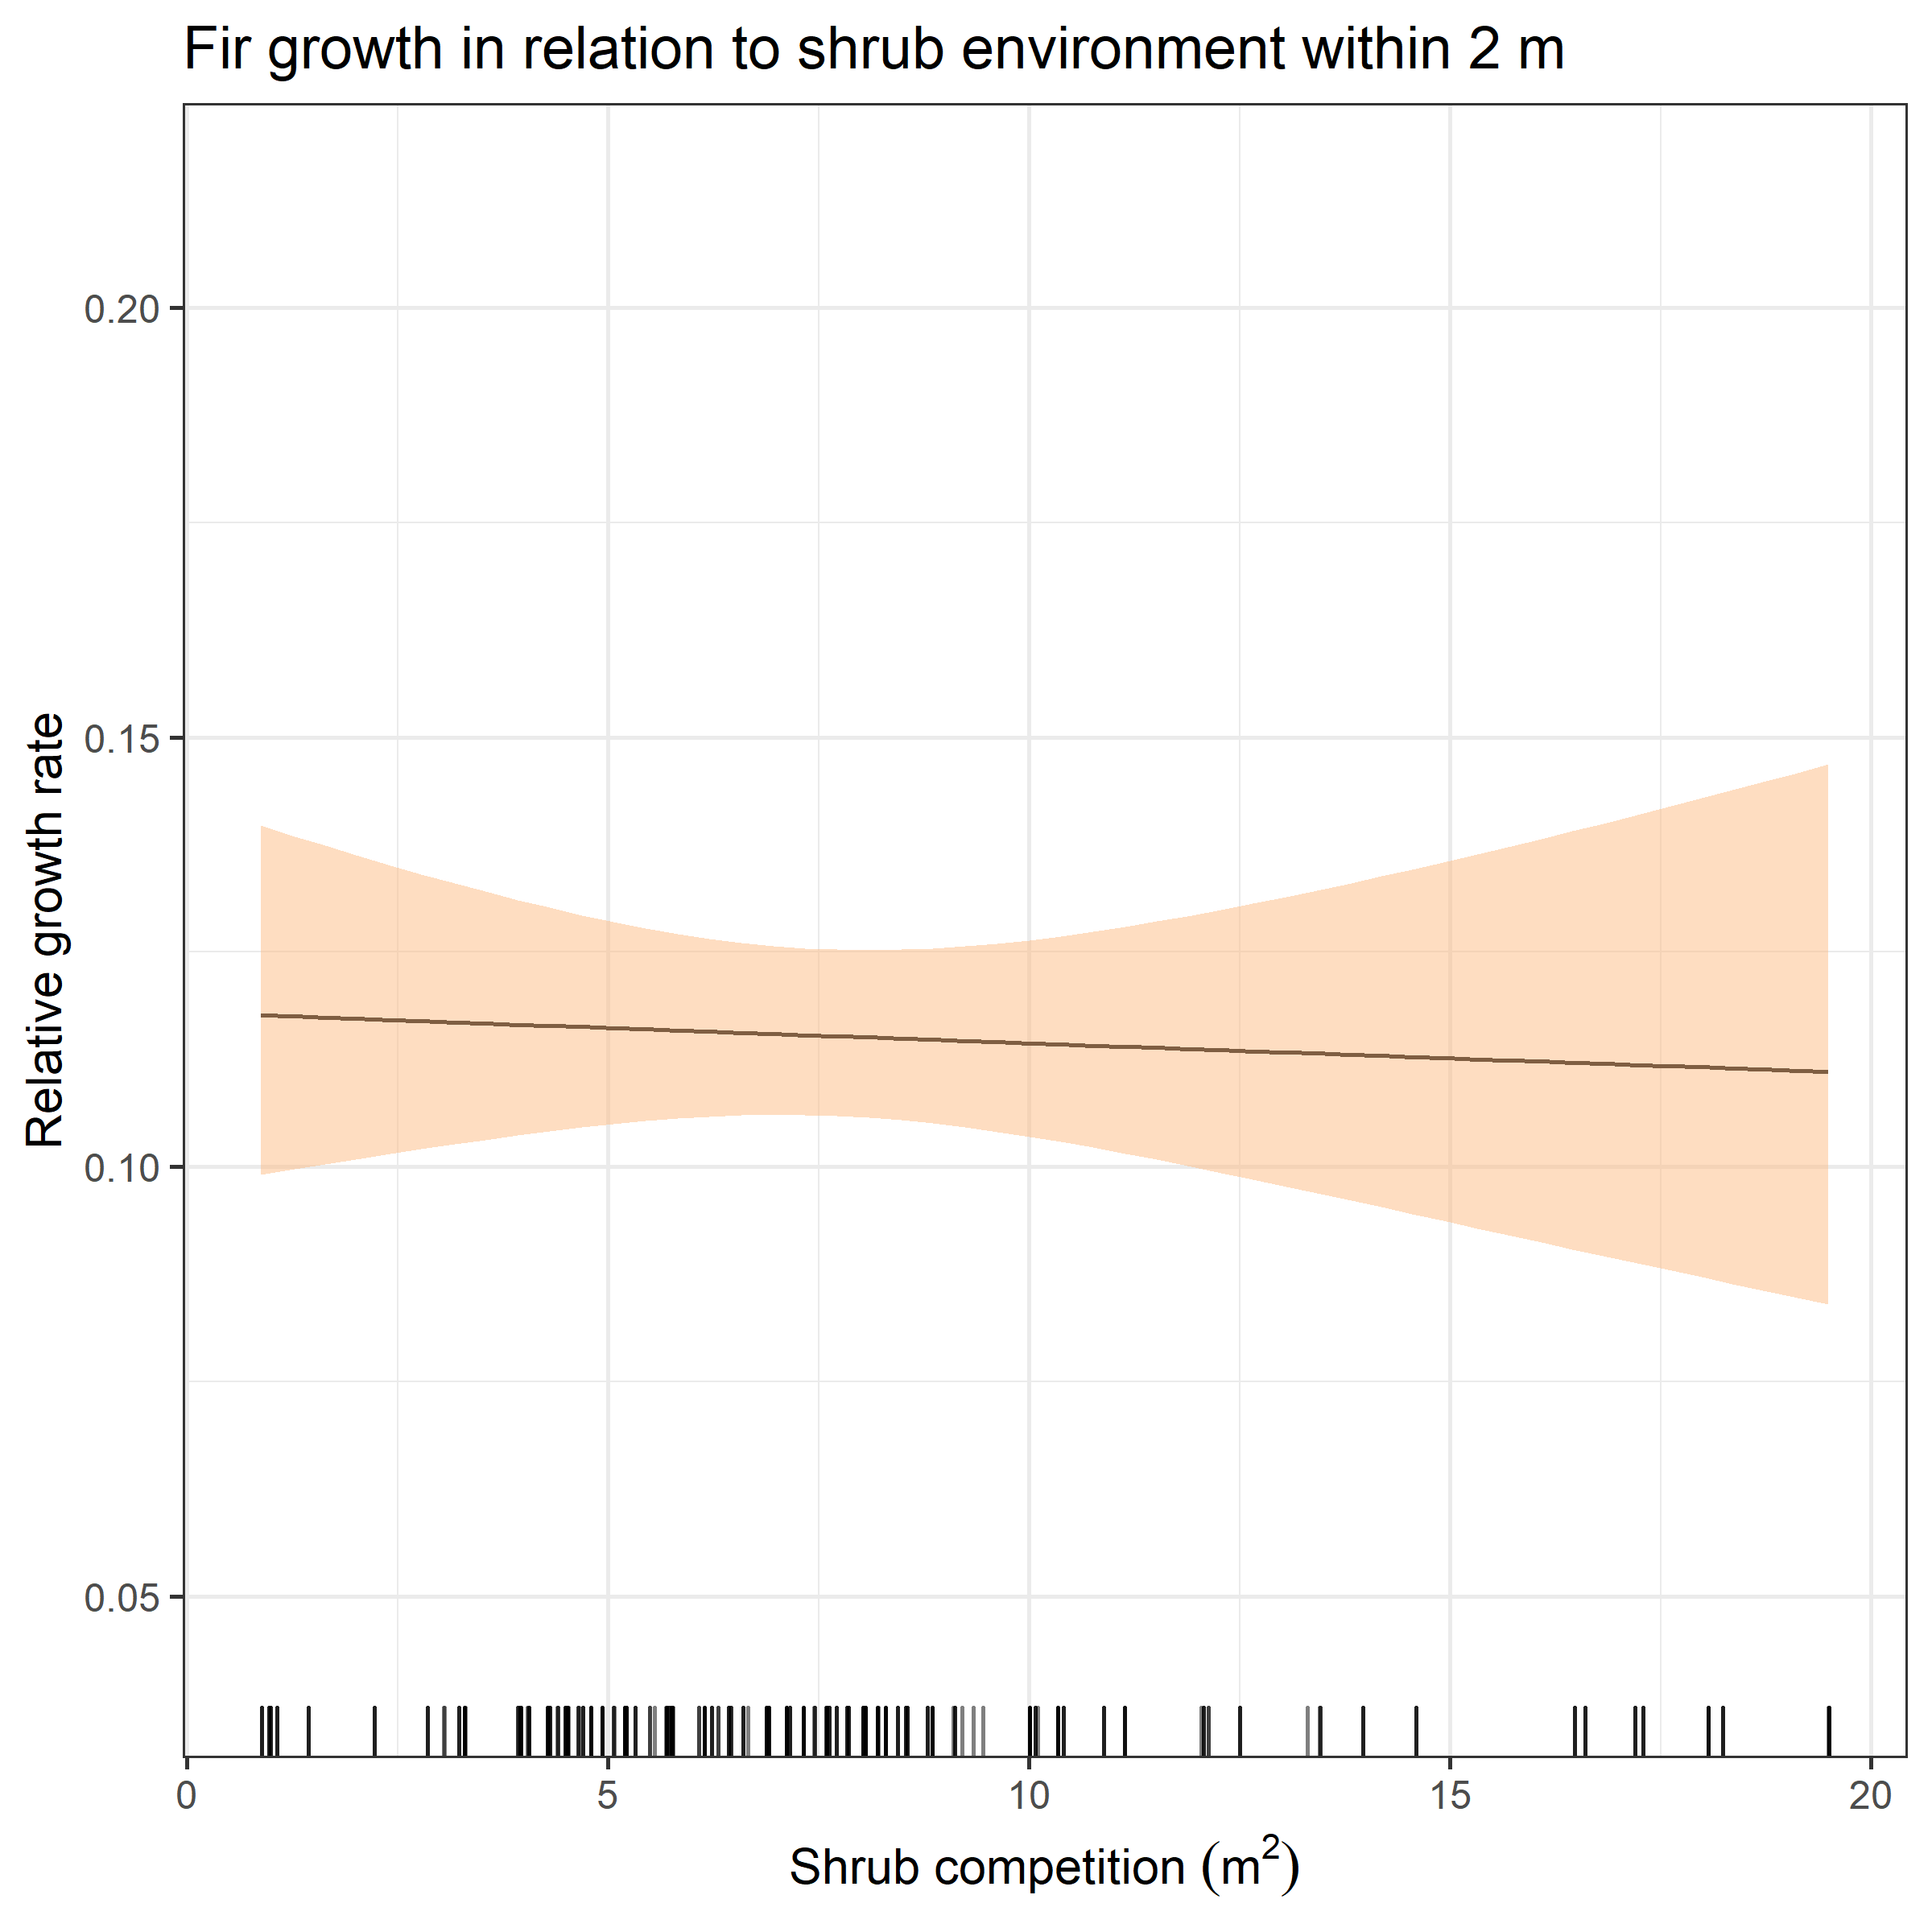 Fir growth in relation to shrub environment within 2 m
0.20
0.15
0.10
0.05
Relative growth rate
0 5 10 15 20
Shrub competition (m²)